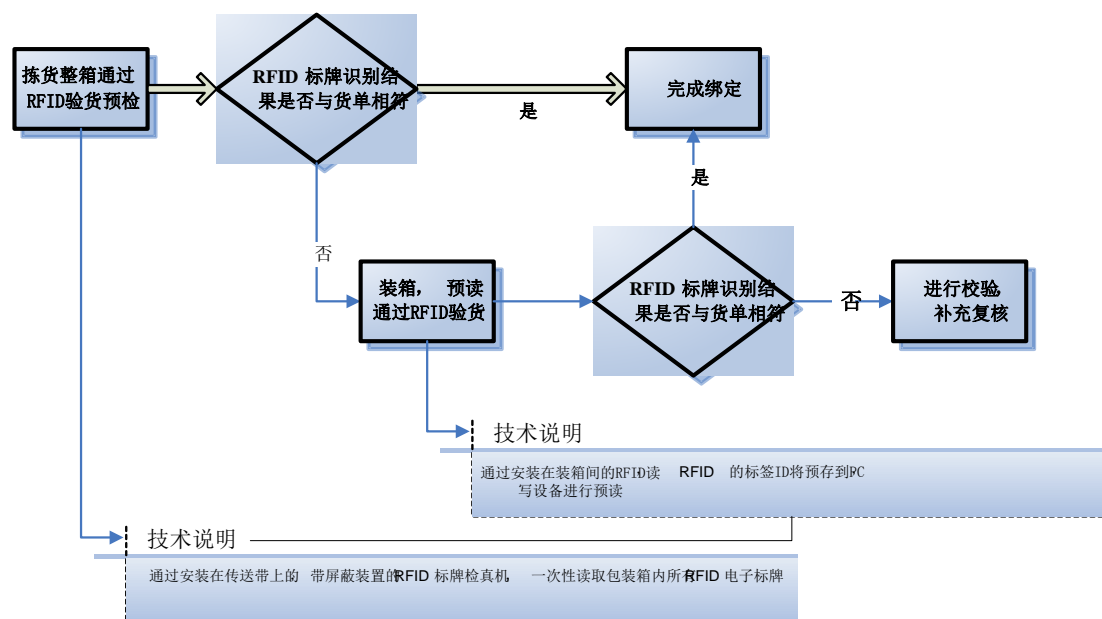 拣货整箱通过
RFID验货预检
RFID 标牌识别结
果是否与货单相符
是
完成绑定
是
否
装箱， 预读
通过RFID验货
RFID 标牌识别结
果是否与货单相符
否
进行校验，
补充复核
技术说明
通过安装在装箱间的RFID读 RFID 的标签ID将预存到PC
写设备进行预读
技术说明
通过安装在传送带上的 带屏蔽装置的RFID 标牌检真机， 一次性读取包装箱内所有RFID 电子标牌